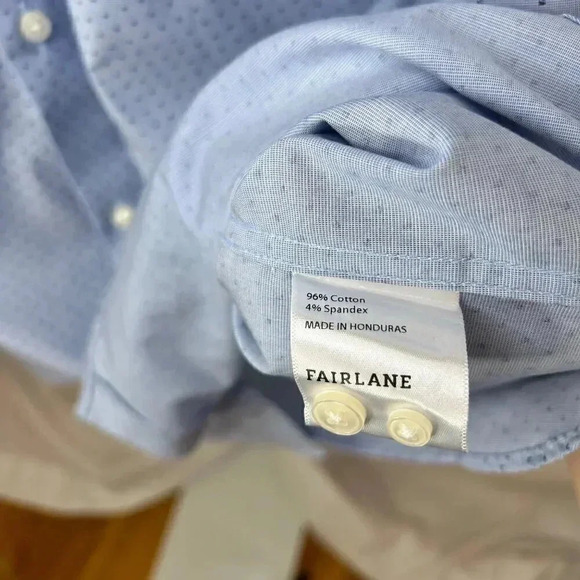 96% Cotton
4% Spandex
MADE IN HONDURAS
FAIRLANE